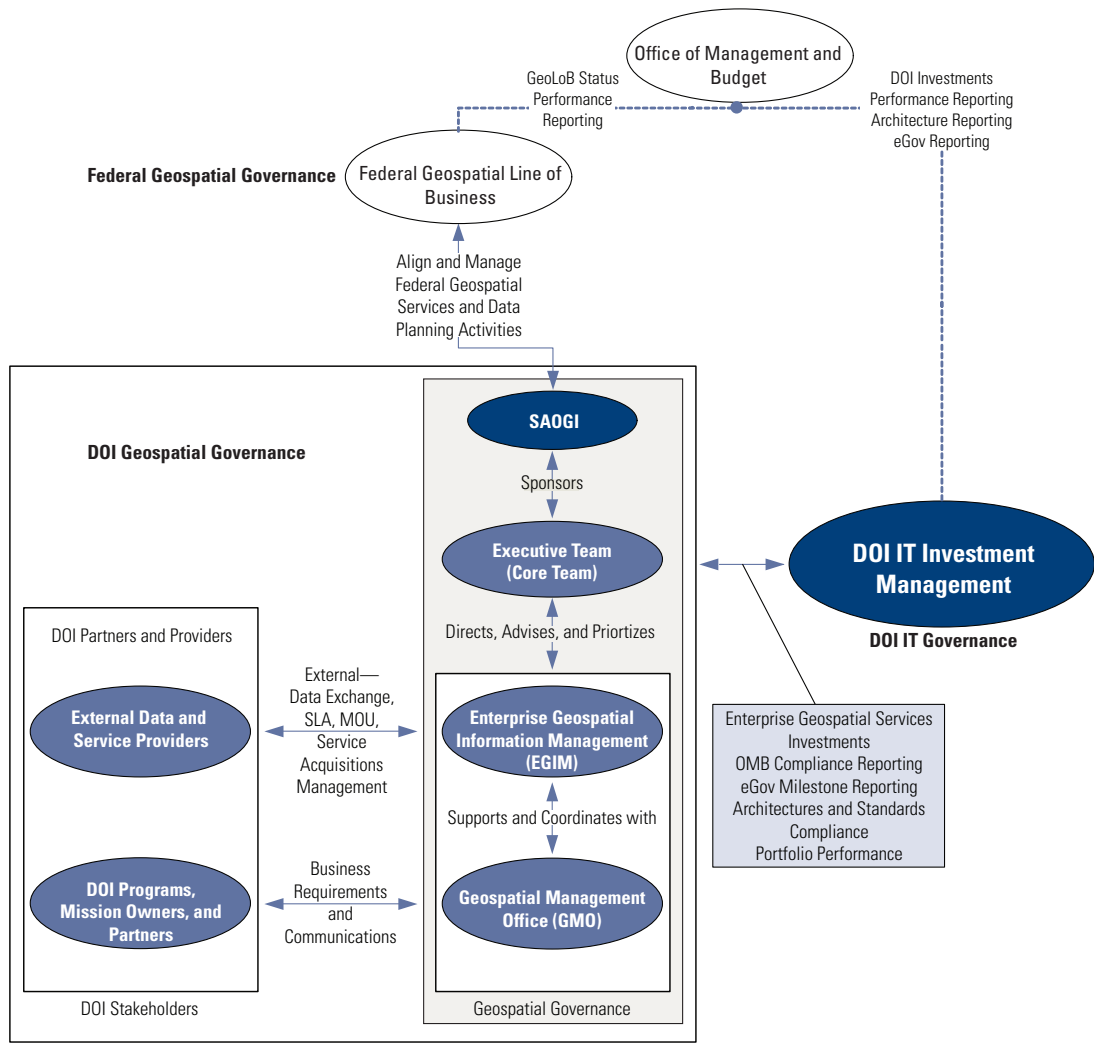 Office of Management and
Budget
GeoLoB Status
Performance
Reporting
DOI Investments
Performance Reporting
Architecture Reporting
eGov Reporting
Federal Geospatial Governance
Federal Geospatial Line of
Business
Align and Manage
Federal Geospatial
Services and Data
Planning Activities
SAOGI
DOI Geospatial Governance
Sponsors
Executive Team
(Core Team)
DOI IT Investment
Management
DOI IT Governance
Directs, Advises, and Priortizes
DOI Partners and Providers
External Data and
Service Providers
External—
Data Exchange,
SLA, MOU,
Service
Acquisitions
Management
Enterprise Geospatial
Information Management
(EGIM)
Enterprise Geospatial Services
Investments
OMB Compliance Reporting
eGov Milestone Reporting
Architectures and Standards
Compliance
Portfolio Performance
Supports and Coordinates with
DOI Programs,
Mission Owners, and
Partners
Business
Requirements
and
Communications
Geospatial Management
Office (GMO)
DOI Stakeholders
Geospatial Governance